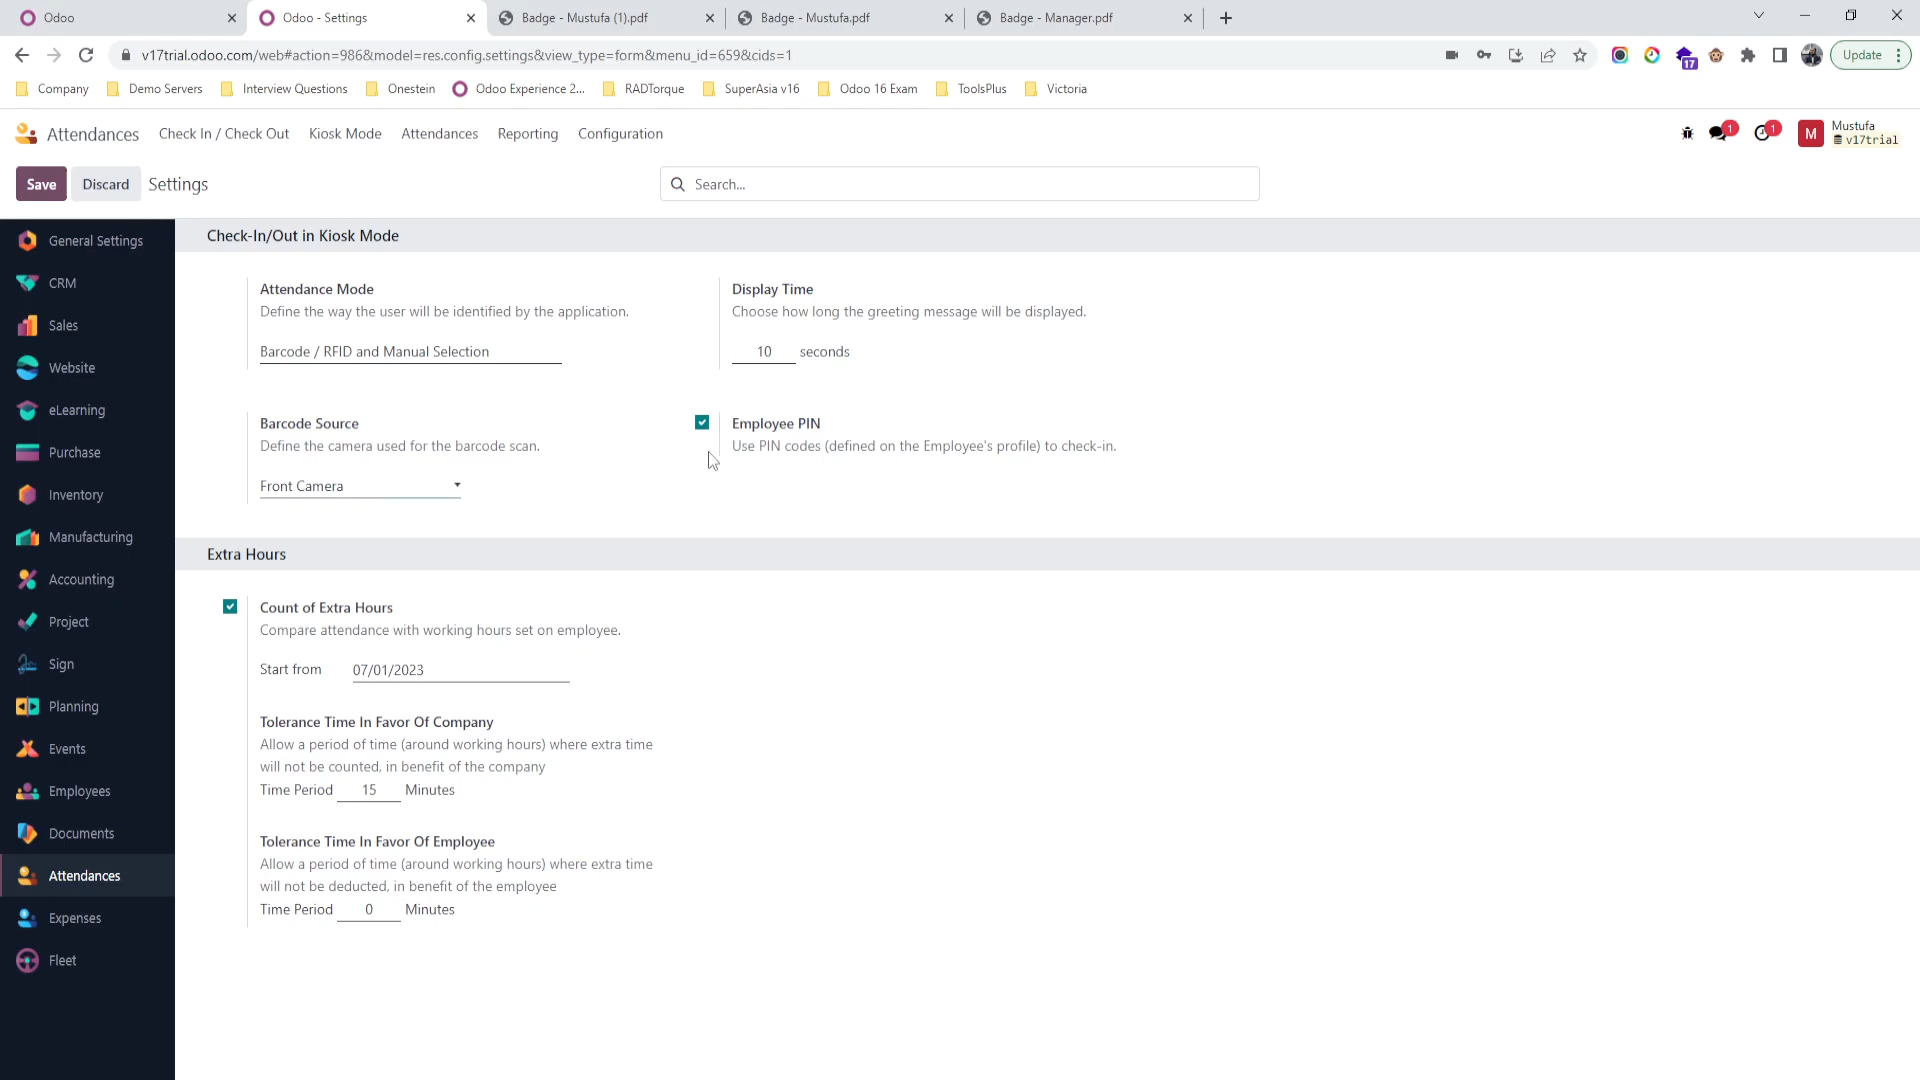 Odoo
Odoo - Settings
Badge - Mustufa (1).pdf
Badge - Mustufa.pdf
Badge - Manager.pdf
v17trial.odoo.com/web#action=986&model=res.config.settings&view_type=form&menu_id=659&cids=1
17
Update
Company
Demo Servers
Interview Questions
Onestein
Odoo Experience 2...
RADTorque
SuperAsia v16
Odoo 16 Exam
ToolsPlus
Victoria
Attendances
Check In / Check Out
Kiosk Mode
Attendances
Reporting
Configuration
1
1
M
Mustufa
v17trial
Save
Discard
Settings
Search...
General Settings
CRM
Sales
Website
eLearning
Purchase
Inventory
Manufacturing
Accounting
Project
Sign
Planning
Events
Employees
Documents
Attendances
Expenses
Fleet
Check-In/Out in Kiosk Mode
Attendance Mode
Define the way the user will be identified by the application.
Barcode / RFID and Manual Selection
Display Time
Choose how long the greeting message will be displayed.
10 seconds
Barcode Source
Define the camera used for the barcode scan.
Front Camera
Employee PIN
Use PIN codes (defined on the Employee's profile) to check-in.
Extra Hours
Count of Extra Hours
Compare attendance with working hours set on employee.
Start from 07/01/2023
Tolerance Time In Favor Of Company
Allow a period of time (around working hours) where extra time
will not be counted, in benefit of the company
Time Period 15 Minutes
Tolerance Time In Favor Of Employee
Allow a period of time (around working hours) where extra time
will not be deducted, in benefit of the employee
Time Period 0 Minutes